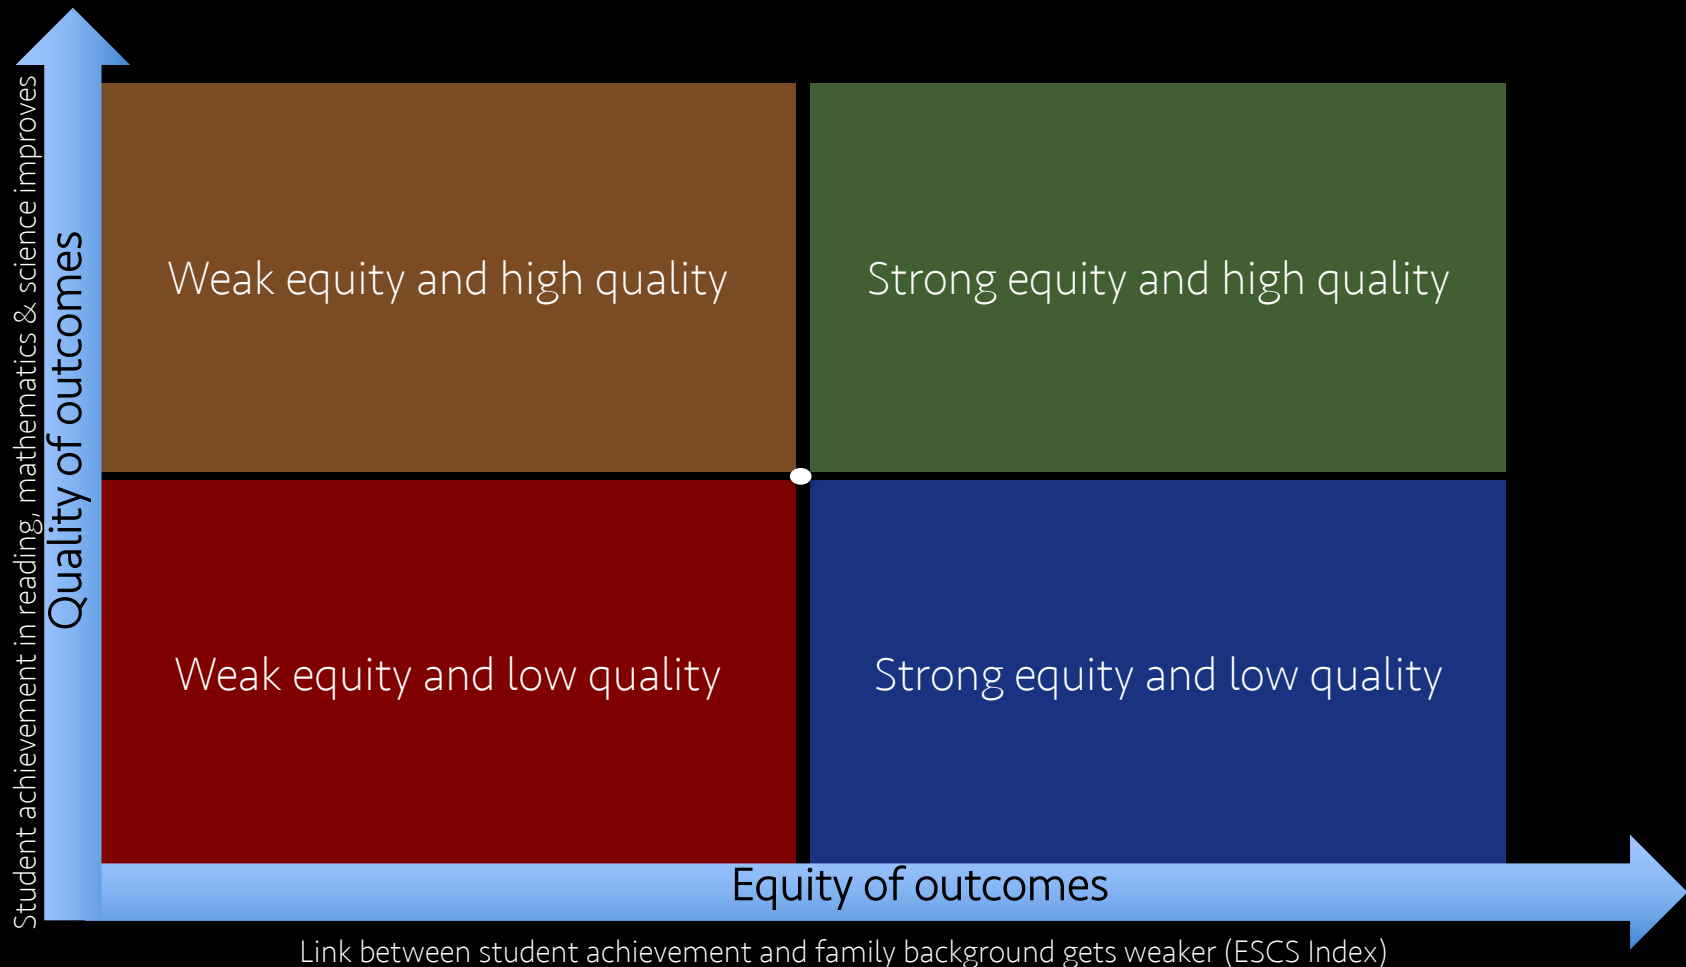 Student achievement in reading, mathematics & science improves
Quality of outcomes
Weak equity and high quality
Strong equity and high quality
Weak equity and low quality
Strong equity and low quality
Equity of outcomes
Link between student achievement and family background gets weaker (ESCS Index)